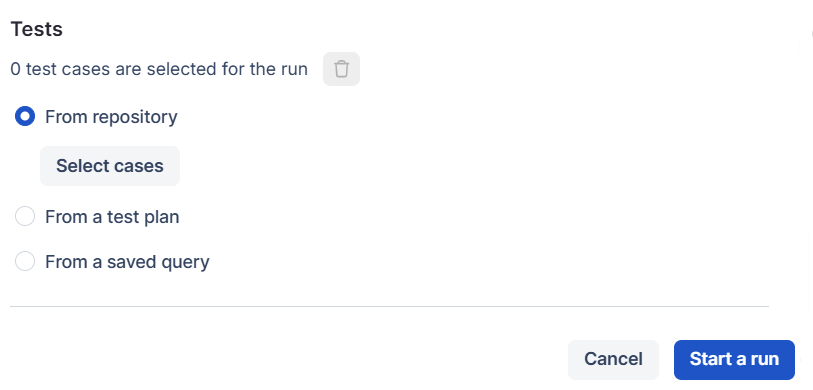 Tests
0 test cases are selected for the run
From repository
Select cases
From a test plan
From a saved query
Cancel
Start a run